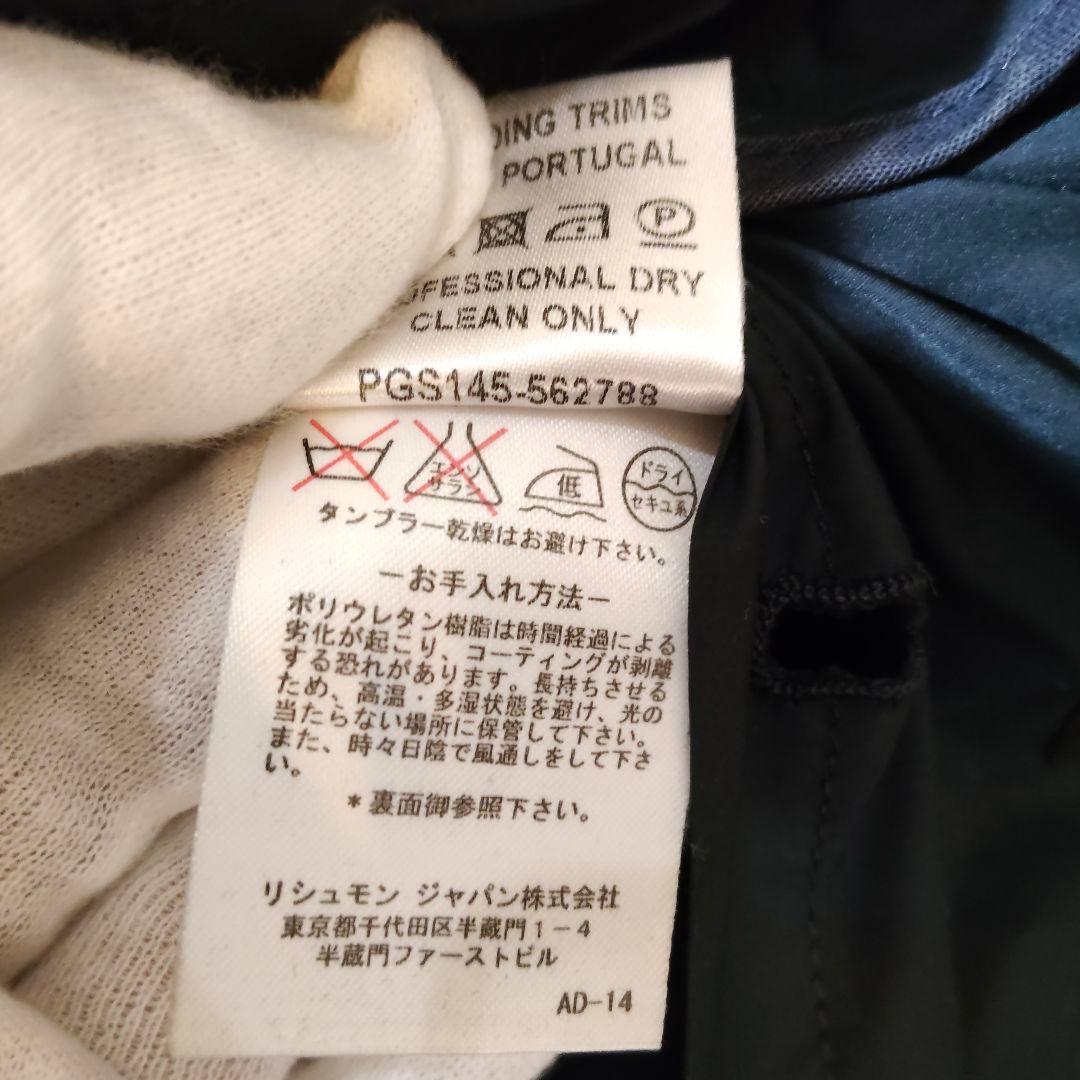 DING TRIMS
PORTUGAL
P
OFESSIONAL DRY
CLEAN ONLY
PGS145-562788
エンソ
サラシ
低
ドライ
セキユ系
タンブラー乾燥はお避け下さい。
ーお手入れ方法ー
ポリウレタン樹脂は時間経過による
劣化が起こり、コーティングが剥離
する恐れがあります。長持ちさせる
ため、高温・多湿状態を避け、光の
当たらない場所に保管して下さい。
また、時々日陰で風通しをして下さ
い。
*裏面御参照下さい。
リシュモン ジャパン株式会社
東京都千代田区半蔵門1-4
半蔵門ファーストビル
AD-14